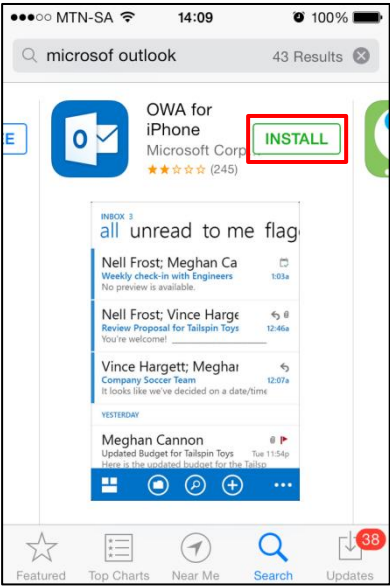 MTN-SA 14:09 100%
microsof outlook 43 Results
OWA for
iPhone
INSTALL
Microsoft Corp
(245)
INBOX 3
all unread to me flag
Nell Frost; Meghan Ca
Weekly check-in with Engineers 1:03a
No preview is available.
Nell Frost; Vince Harge
Review Proposal for Tailspin Toys 12:46a
You're welcome!
Vince Hargett; Meghar
Company Soccer Team 12:07a
It looks like we've decided on a date/time
YESTERDAY
Meghan Cannon
Updated Budget for Tailspin Toys Tue 11:54p
Here is the updated budget for the Tailsp
38
Featured Top Charts Near Me Search Updates